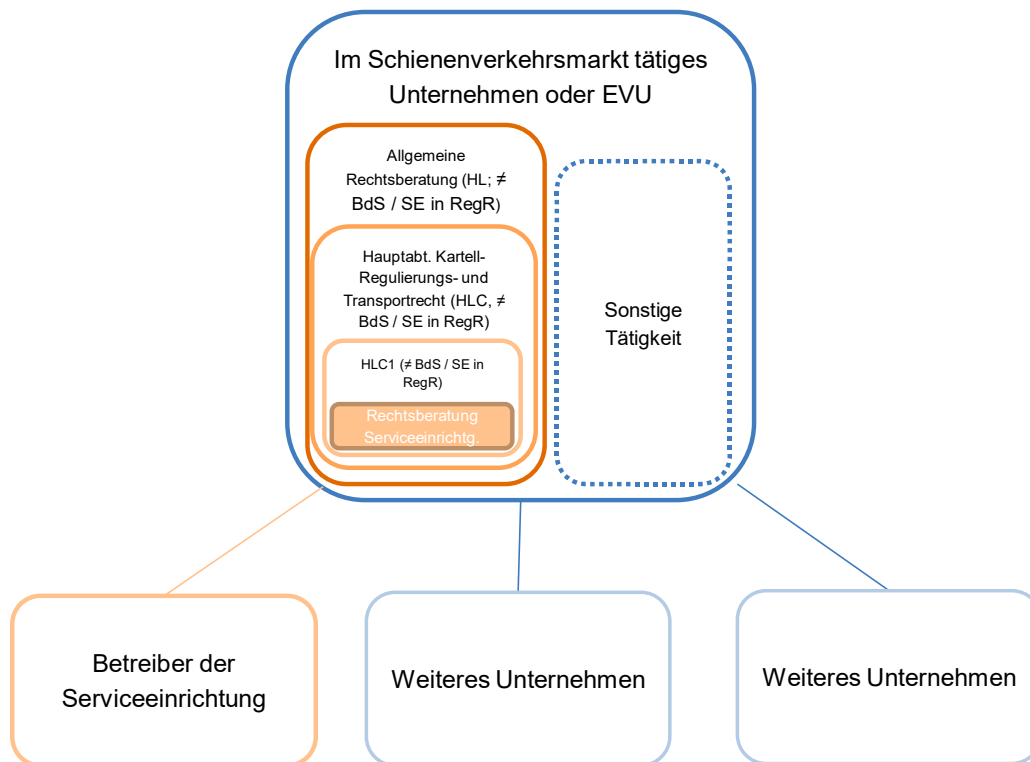 Im Schienenverkehrsmarkt tätiges
Unternehmen oder EVU
Allgemeine
Rechtsberatung (HL; ≠
BdS / SE in RegR)
Hauptabt. Kartell-
Regulierungs- und
Transportrecht (HLC, ≠
BdS / SE in RegR)
HLC1 (≠ BdS / SE in
RegR)
Rechtsberatung
Serviceeinrichtg.
Sonstige
Tätigkeit
Betreiber der
Serviceeinrichtung
Weiteres Unternehmen
Weiteres Unternehmen